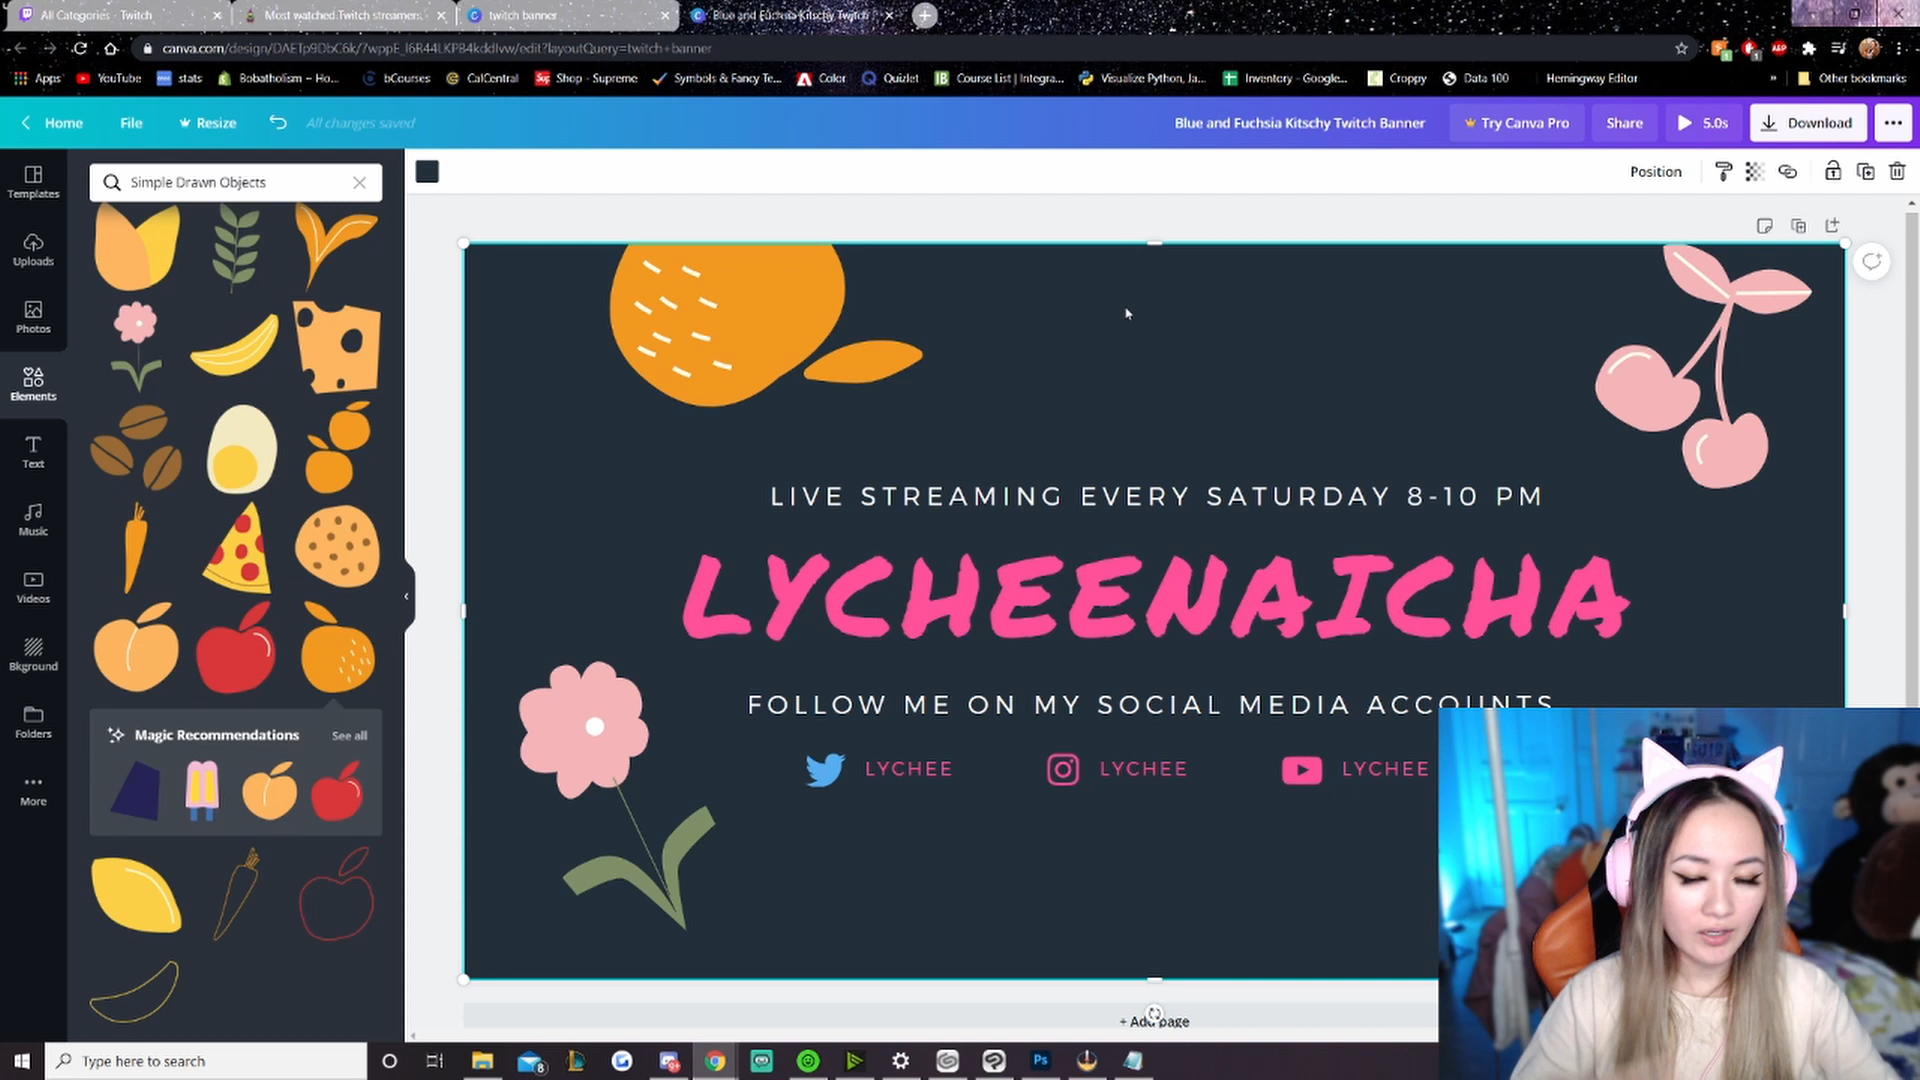 All Categories - Twitch
Most watched Twitch streamers,
twitch banner
Blue and Fuchsia Kitschy Twitch
Apps
YouTube
stats
Bobatholism – Ho...
bCourses
CalCentral
Shop - Supreme
Symbols & Fancy Te...
Color
Quizlet
Course List | Integra...
Visualize Python, Ja...
Inventory - Google...
Croppy
Data 100
Hemingway Editor
»
Other bookmarks
Home
File
Resize
All changes saved
Blue and Fuchsia Kitschy Twitch Banner
Try Canva Pro
Share
5.0s
Download
Templates
Simple Drawn Objects
Position
Uploads
Photos
Elements
Text
Music
Videos
Bkground
Folders
More
Magic Recommendations
See all
LIVE STREAMING EVERY SATURDAY 8-10 PM
LYCHEENAICHA
FOLLOW ME ON MY SOCIAL MEDIA ACCOUNTS
LYCHEE
LYCHEE
LYCHEE
+ Add page
Type here to search
8
Ps